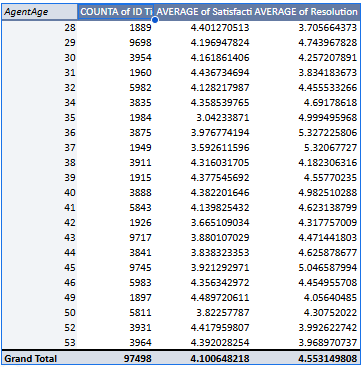 AgentAge COUNTA of ID Ti AVERAGE of Satisfacti AVERAGE of Resolution
28 1889 4.401270513 3.705664373
29 9698 4.196947824 4.743967828
30 3954 4.161861406 4.257207891
31 1960 4.436734694 3.834183673
32 5982 4.128217987 4.455533266
34 3835 4.358539765 4.69178618
35 1984 3.04233871 4.999495968
36 3875 3.976774194 5.327225806
37 1949 3.592611596 5.32067727
38 3911 4.316031705 4.182306316
39 1915 4.377545692 4.55770235
40 3888 4.382201646 4.982510288
41 5843 4.139825432 4.623138799
42 1926 3.665109034 4.317757009
43 9717 3.880107029 4.471441803
44 3841 3.838323353 4.625878677
45 9745 3.921292971 5.046587994
46 5983 4.356342972 4.454955708
49 1897 4.489720611 4.05640485
50 5811 3.82257787 4.30752022
52 3931 4.417959807 3.992622742
53 3964 4.392028254 3.968970737
Grand Total 97498 4.100648218 4.553149808